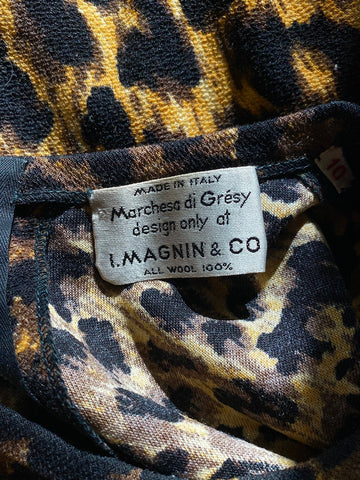 MADE IN ITALY
Marchesa di Grésy
design only at
I. MAGNIN & CO
ALL WOOL 100%
10